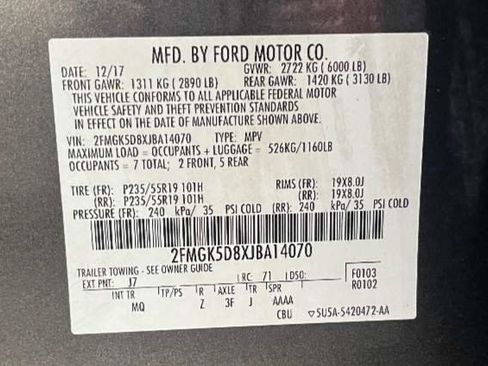 MFD. BY FORD MOTOR CO.
DATE: 12/17 GVWR: 2722 KG ( 6000 LB)
FRONT GAWR: 1311 KG ( 2890 LB) REAR GAWR: 1420 KG ( 3130 LB)
THIS VEHICLE CONFORMS TO ALL APPLICABLE FEDERAL MOTOR
VEHICLE SAFETY AND THEFT PREVENTION STANDARDS
IN EFFECT ON THE DATE OF MANUFACTURE SHOWN ABOVE.
VIN: 2FMGK5D8XJBA14070 TYPE: MPV
MAXIMUM LOAD = OCCUPANTS + LUGGAGE = 526KG/1160LB
OCCUPANTS = 7 TOTAL; 2 FRONT, 5 REAR
TIRE (FR): P235/55R19 101H RIMS (FR): 19X8.0J
(RR): P235/55R19 101H (RR): 19X8.0J
PRESSURE (FR): 240 kPa/ 35 PSI COLD (RR): 240 kPa/ 35 PSI COLD
2FMGK5D8XJBA14070
TRAILER TOWING - SEE OWNER GUIDE
EXT PNT: J7 RC: 71 DSO: F0103
INT TR TP/PS R AXLE TR SPR R0102
MQ Z 3F J AAAA
CBU ▽5U5A-5420472-AA